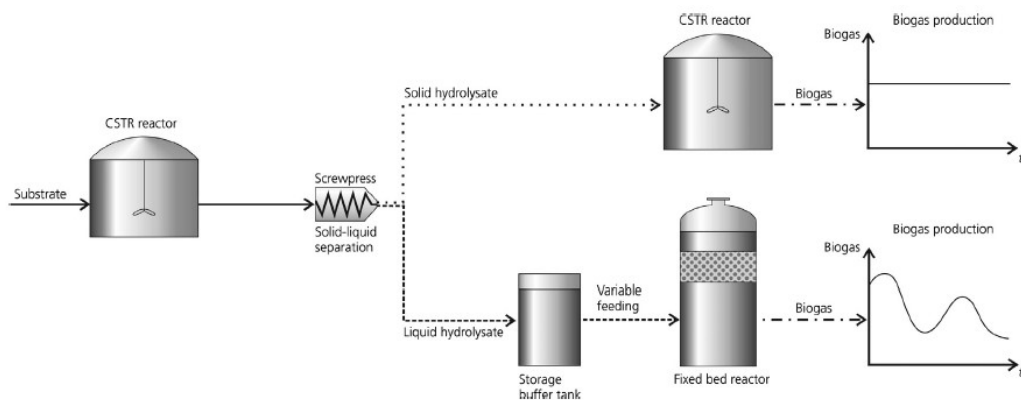 CSTR reactor
Substrate
Screwpress
Solid-liquid
separation
Solid hydrolysate
CSTR reactor
Biogas
Biogas production
Biogas
t
Liquid hydrolysate
Storage
buffer tank
Variable
feeding
Fixed bed reactor
Biogas
Biogas production
Biogas
t